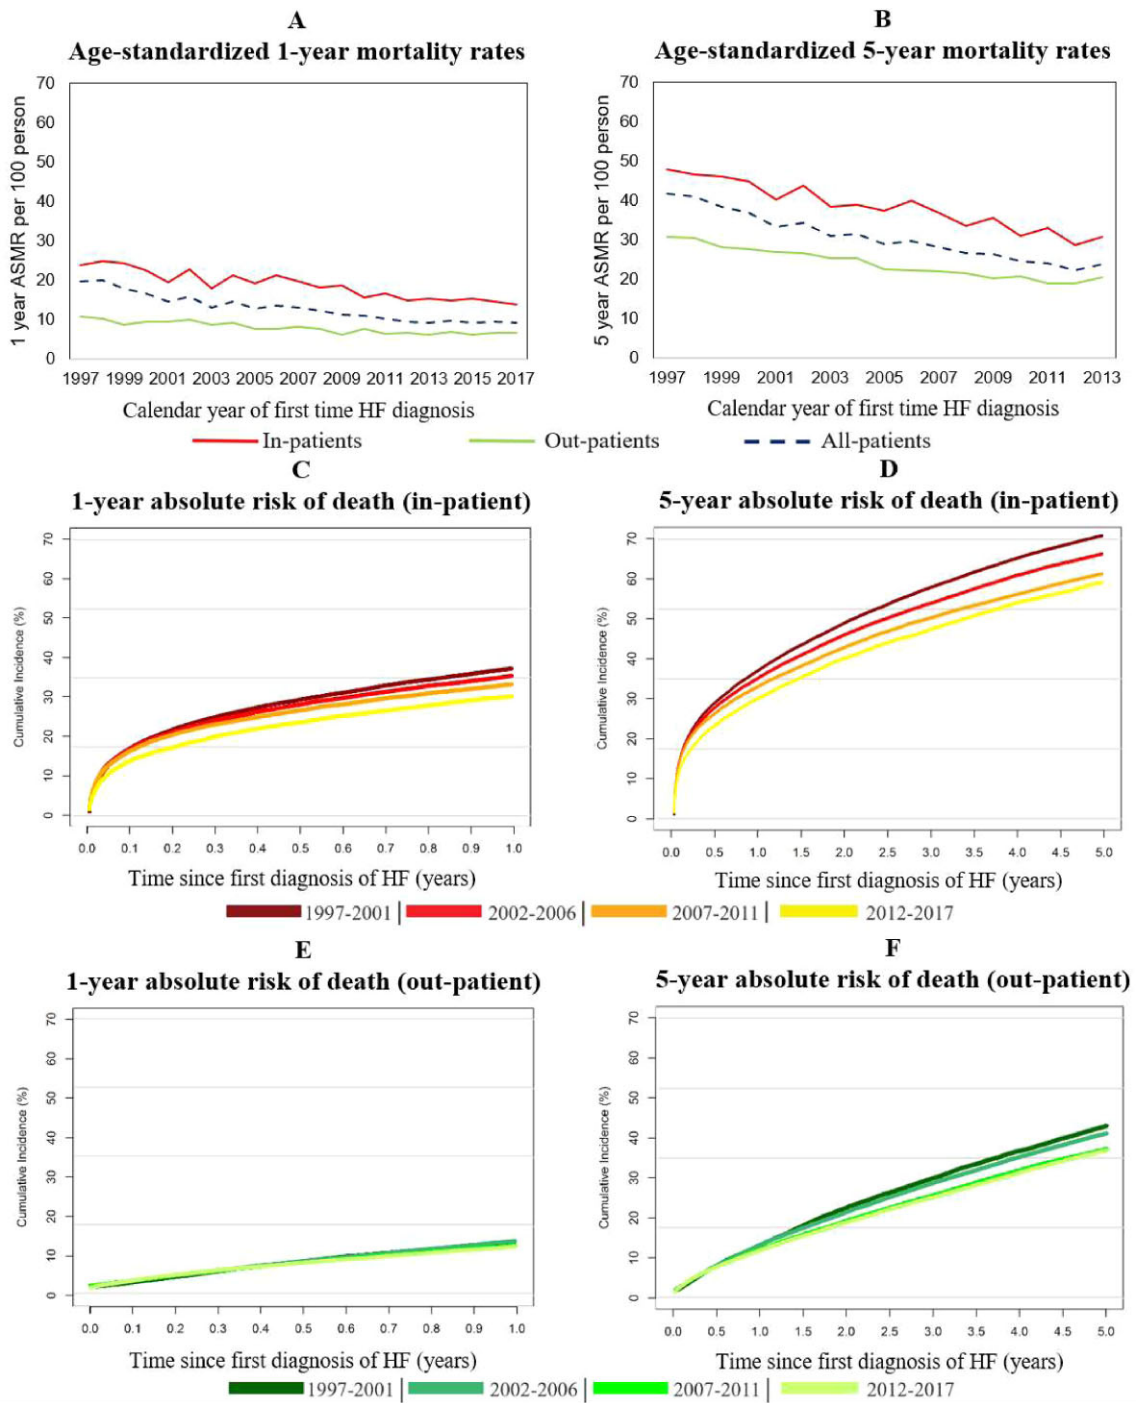 A
Age-standardized 1-year mortality rates
1 year ASMR per 100 person
70
60
50
40
30
20
10
0
1997 1999 2001 2003 2005 2007 2009 2011 2013 2015 2017
Calendar year of first time HF diagnosis
B
Age-standardized 5-year mortality rates
5 year ASMR per 100 person
70
60
50
40
30
20
10
0
1997 1999 2001 2003 2005 2007 2009 2011 2013
Calendar year of first time HF diagnosis
In-patients Out-patients All-patients
C
1-year absolute risk of death (in-patient)
Cumulative Incidence (%)
70
60
50
40
30
20
10
0
0.0 0.1 0.2 0.3 0.4 0.5 0.6 0.7 0.8 0.9 1.0
Time since first diagnosis of HF (years)
D
5-year absolute risk of death (in-patient)
Cumulative Incidence (%)
70
60
50
40
30
20
10
0
0.0 0.5 1.0 1.5 2.0 2.5 3.0 3.5 4.0 4.5 5.0
Time since first diagnosis of HF (years)
1997-2001 | 2002-2006 | 2007-2011 | 2012-2017
E
1-year absolute risk of death (out-patient)
Cumulative Incidence (%)
70
60
50
40
30
20
10
0
0.0 0.1 0.2 0.3 0.4 0.5 0.6 0.7 0.8 0.9 1.0
Time since first diagnosis of HF (years)
F
5-year absolute risk of death (out-patient)
Cumulative Incidence (%)
70
60
50
40
30
20
10
0
0.0 0.5 1.0 1.5 2.0 2.5 3.0 3.5 4.0 4.5 5.0
Time since first diagnosis of HF (years)
1997-2001 | 2002-2006 | 2007-2011 | 2012-2017